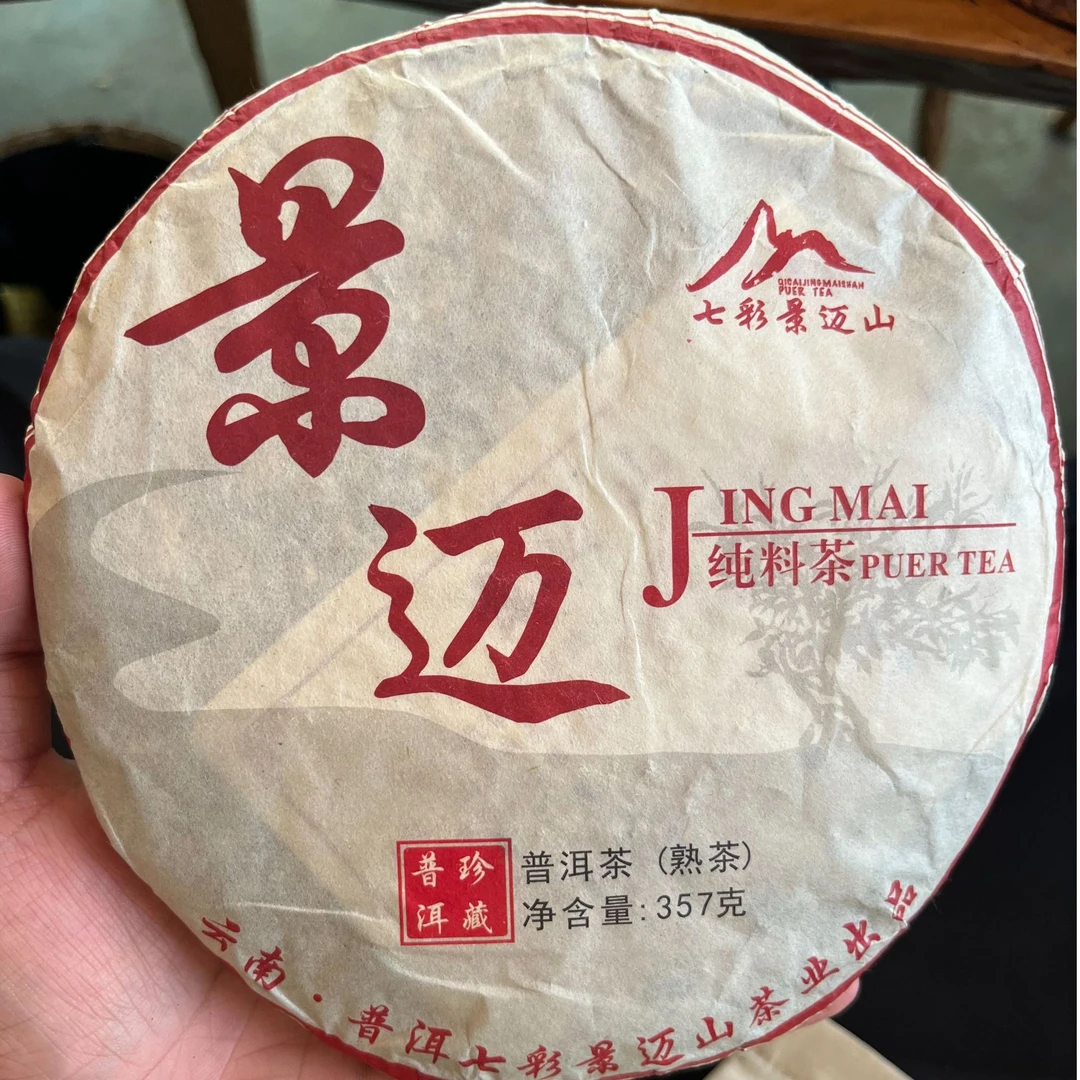 景迈
QICAIJINGMAISHAN
PUER TEA
七彩景迈山
JING MAI
纯料茶PUER TEA
珍藏
普洱
普洱茶(熟茶)
净含量:357克
云南·普洱七彩景迈山茶业出品